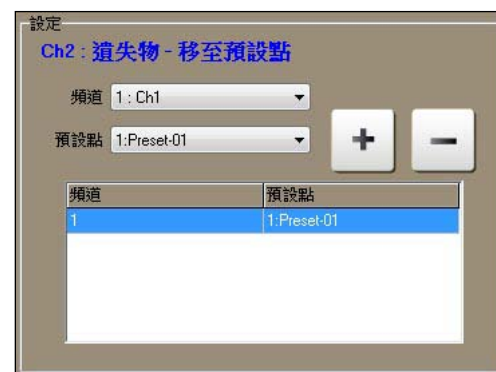 設定
Ch2 : 遺失物 - 移至預設點
頻道 1 : Ch1
預設點 1:Preset-01
+ -
頻道 預設點
1 1:Preset-01